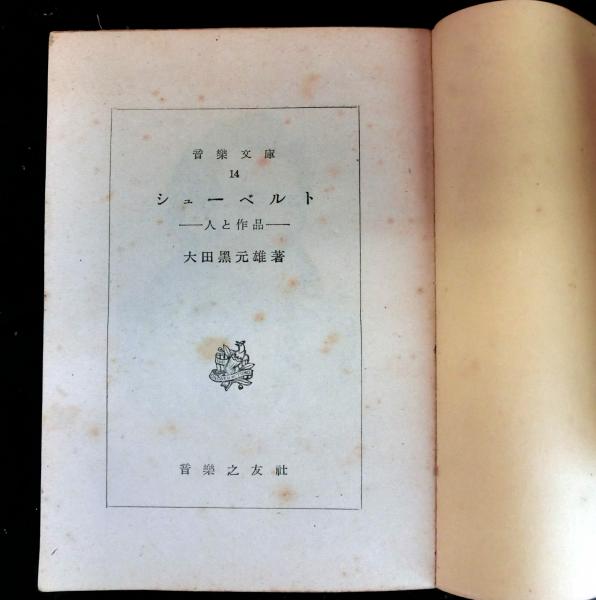 音樂文庫
14
シューベルト
——人と作品——
大田黒元雄著
音樂之友社